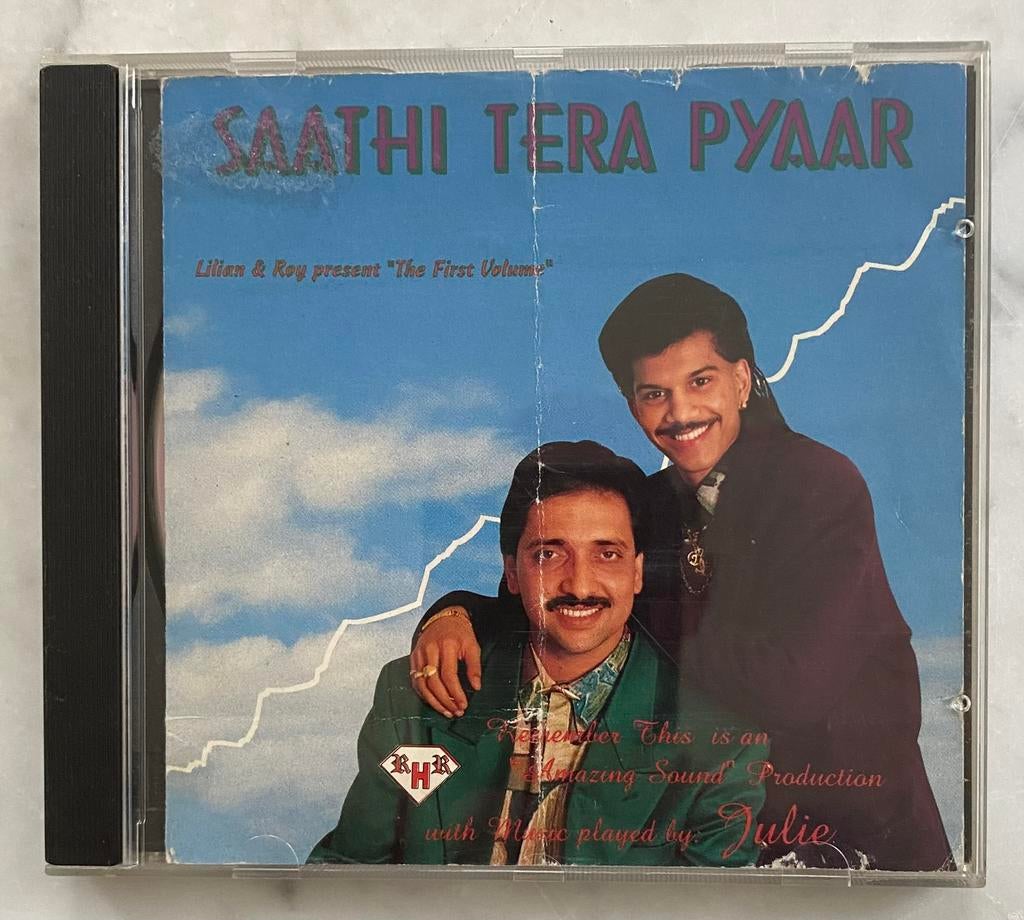 SAATHI TERA PYAAR
Lilian & Roy present "The First Volume"
Remember This is an
"Amazing Sound" Production
with Music played by: Julie
RHR